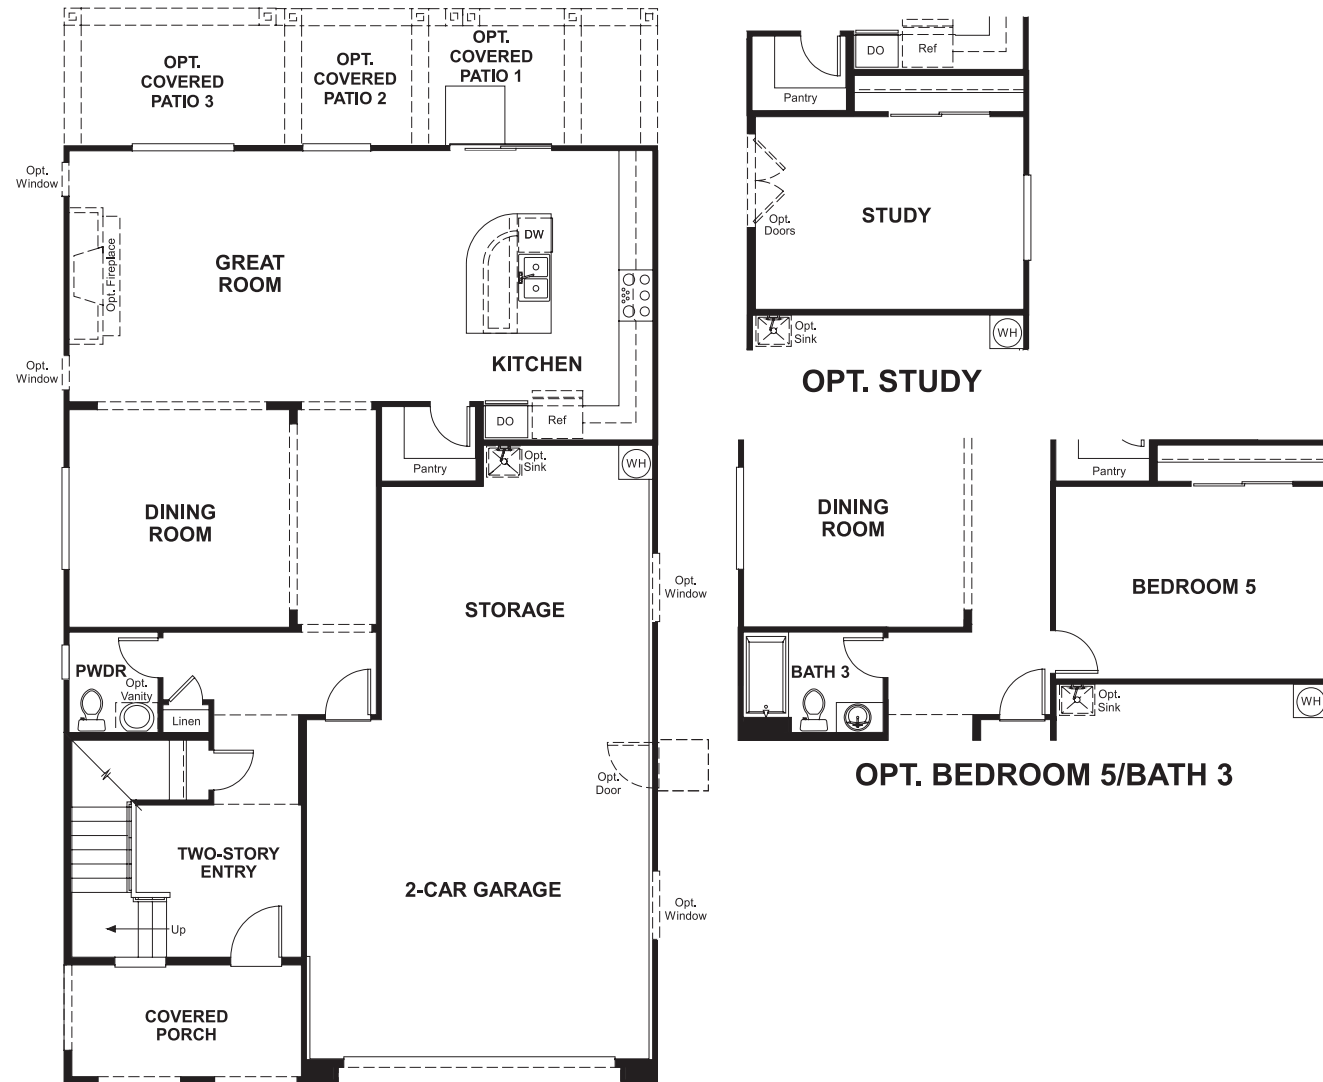 OPT.
COVERED
PATIO 3
OPT.
COVERED
PATIO 2
OPT.
COVERED
PATIO 1
Opt.
Window
Opt. Fireplace
GREAT
ROOM
DW
KITCHEN
Opt.
Window
DO
Ref
Pantry
Opt.
Sink
WH
DINING
ROOM
STORAGE
Opt.
Window
PWDR
Opt.
Vanity
Linen
Opt.
Door
TWO-STORY
ENTRY
2-CAR GARAGE
Opt.
Window
Up
COVERED
PORCH
DO
Ref
Pantry
STUDY
Opt.
Doors
Opt.
Sink
WH
OPT. STUDY
Pantry
DINING
ROOM
BEDROOM 5
BATH 3
Opt.
Sink
WH
OPT. BEDROOM 5/BATH 3